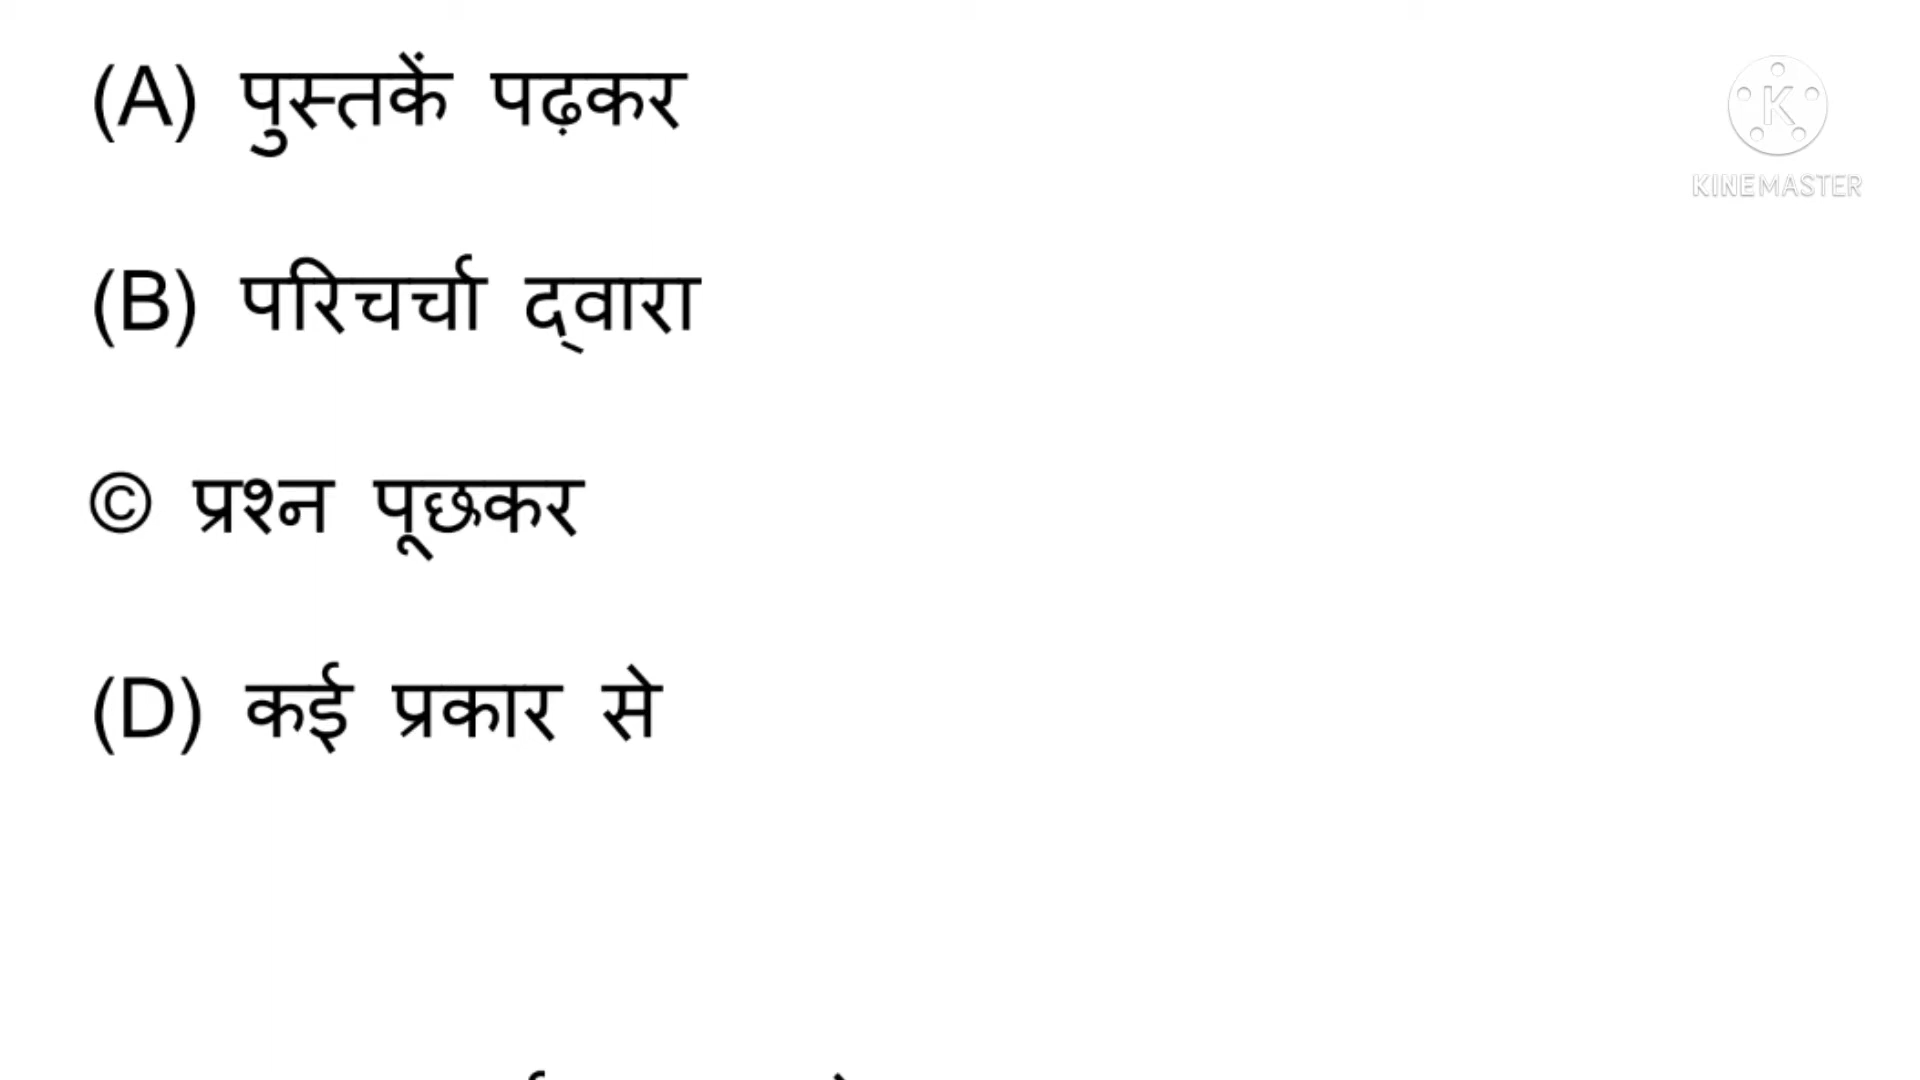 (A) पुस्तकें पढ़कर
KINEMASTER
(B) परिचर्चा द्वारा
© प्रश्न पूछकर
(D) कई प्रकार से